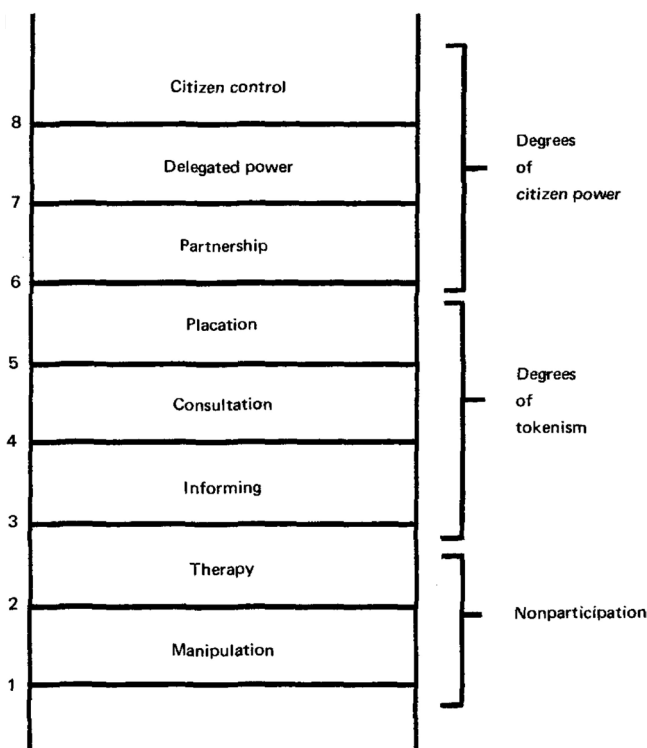 Citizen control
8
Delegated power
7
Partnership
6
Placation
5
Consultation
4
Informing
3
Therapy
2
Manipulation
1
Degrees
of
citizen power
Degrees
of
tokenism
Nonparticipation